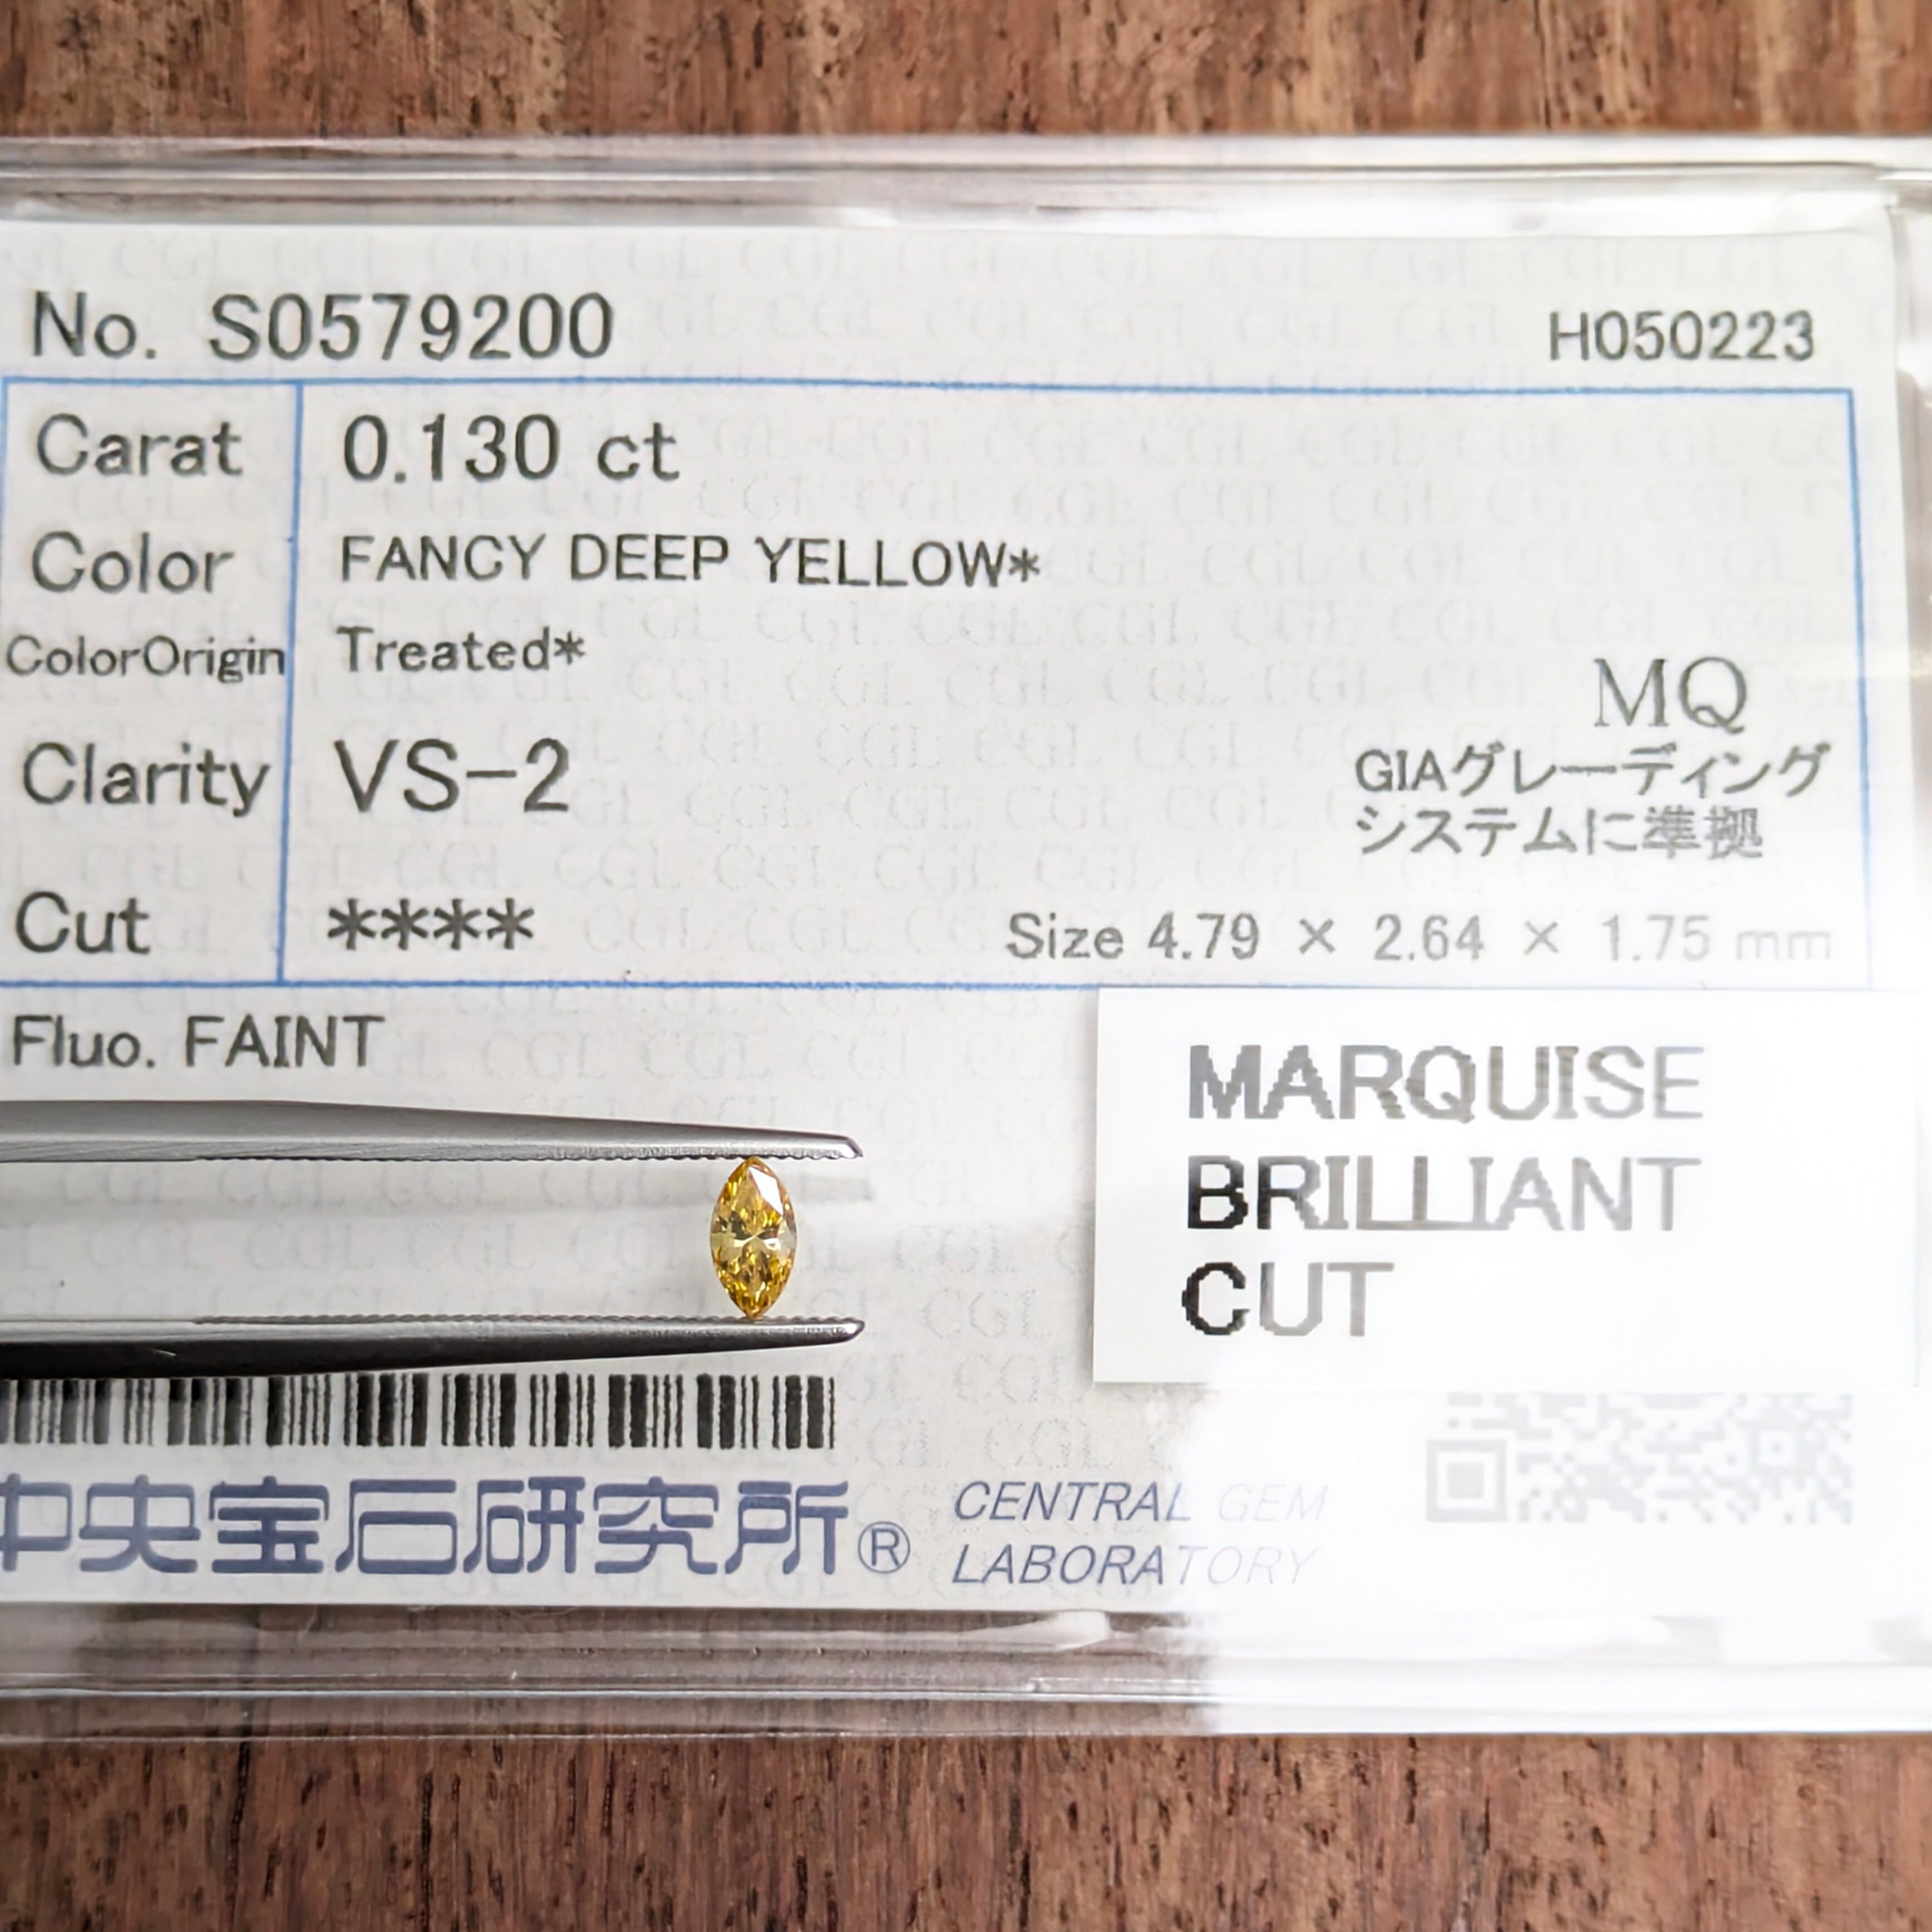 No. S0579200
H050223
Carat 0.130 ct
Color FANCY DEEP YELLOW*
ColorOrigin Treated*
MQ
Clarity VS-2
GIAグレーディング
システムに準拠
Cut ****
Size 4.79 × 2.64 × 1.75 mm
Fluo. FAINT
MARQUISE
BRILLIANT
CUT
中央宝石研究所®
CENTRAL GEM
LABORATORY